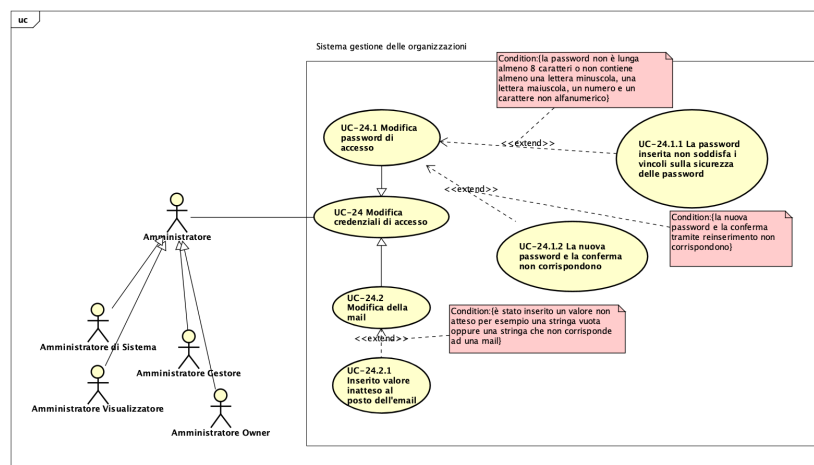 uc
Sistema gestione delle organizzazioni
Condition:{la password non è lunga
almeno 8 caratteri o non contiene
almeno una lettera minuscola, una
lettera maiuscola, un numero e un
carattere non alfanumerico}
UC-24.1 Modifica
password di
accesso
<<extend>>
UC-24.1.1 La password
inserita non soddisfa i
vincoli sulla sicurezza
delle password
<<extend>>
UC-24 Modifica
credenziali di accesso
Condition:{la nuova
password e la conferma
tramite reinserimento non
corrispondono}
Amministratore
UC-24.1.2 La nuova
password e la conferma
non corrispondono
UC-24.2
Modifica della
mail
Condition:{è stato inserito un valore non
atteso per esempio una stringa vuota
oppure una stringa che non corrisponde
ad una mail}
<<extend>>
Amministratore di Sistema
Amministratore Gestore
UC-24.2.1
Inserito valore
inatteso al
posto dell'email
Amministratore Visualizzatore
Amministratore Owner